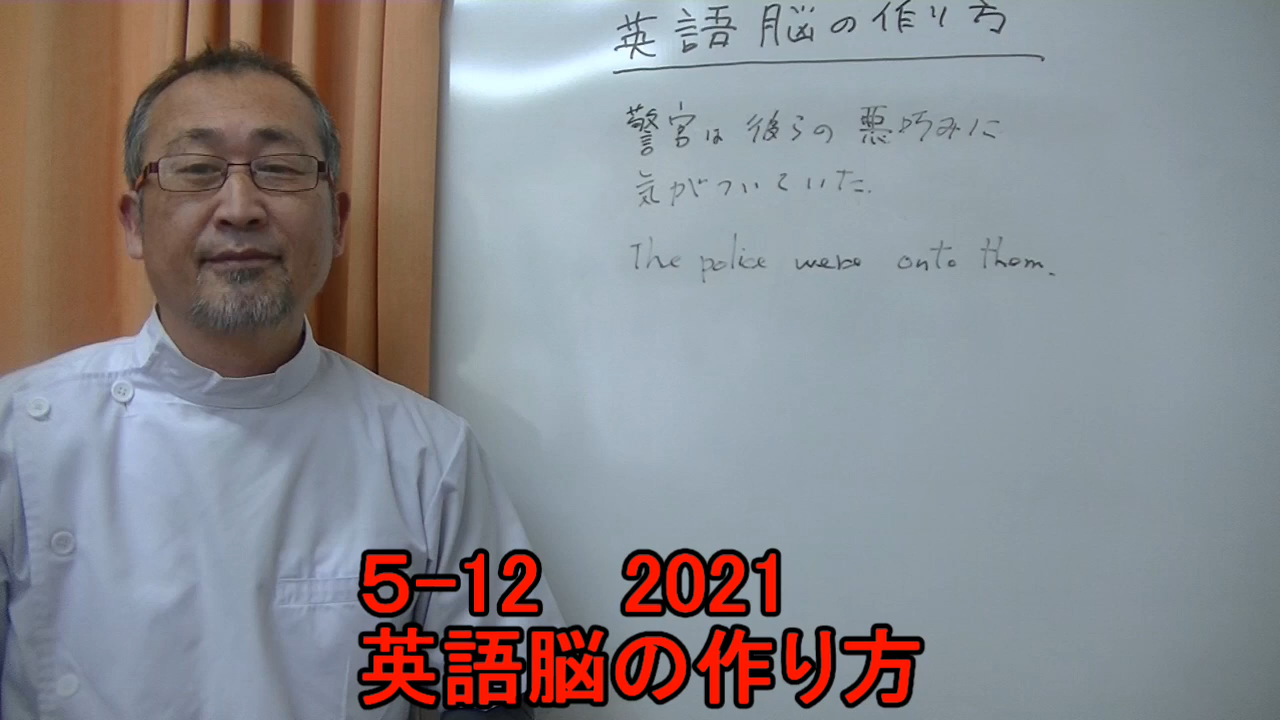 英語脳の作り方
警官は彼らの悪巧みに
気がついていた.
The police were onto them.
5-12 2021
英語脳の作り方